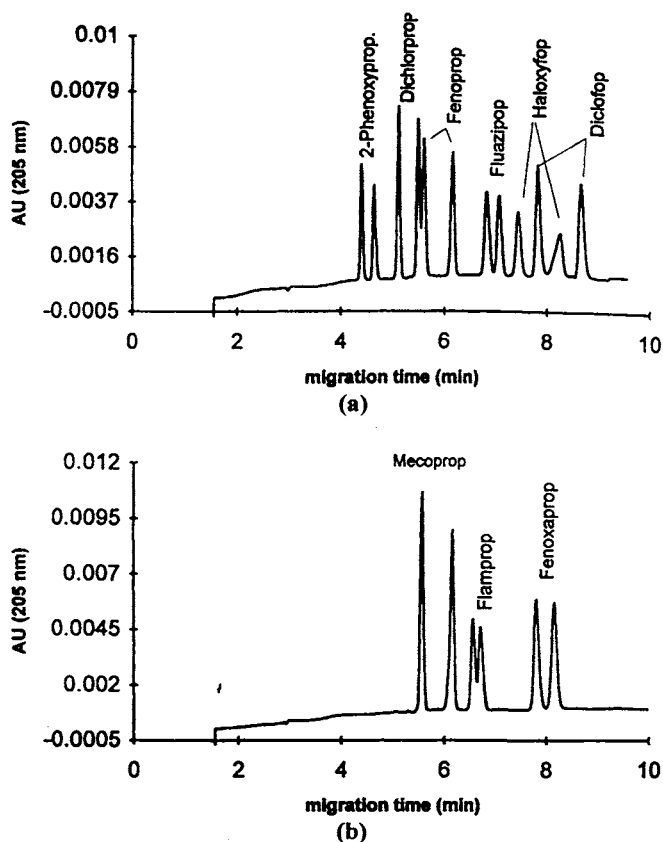 0.01
0.0079
0.0058
0.0037
0.0016
-0.0005
AU (205 nm)
2-Phenoxyprop.
Dichlorprop
Fenoprop
Fluazipop
Haloxyfop
Diclofop
0 2 4 6 8 10
migration time (min)
(a)
0.012
0.0095
0.007
0.0045
0.002
-0.0005
AU (205 nm)
Mecoprop
Flamprop
Fenoxaprop
0 2 4 6 8 10
migration time (min)
(b)